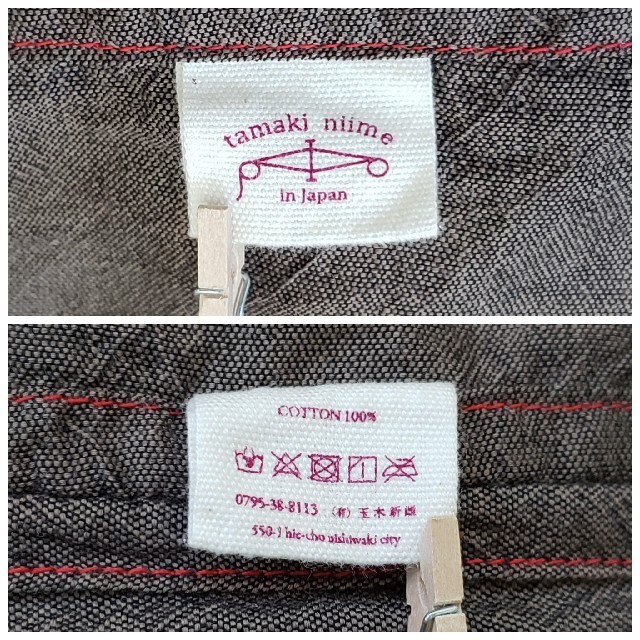 tamaki niime
in Japan
COTTON 100%
0795-38-8113 (有) 玉木新雌
550-1 hie-cho nishiwaki city